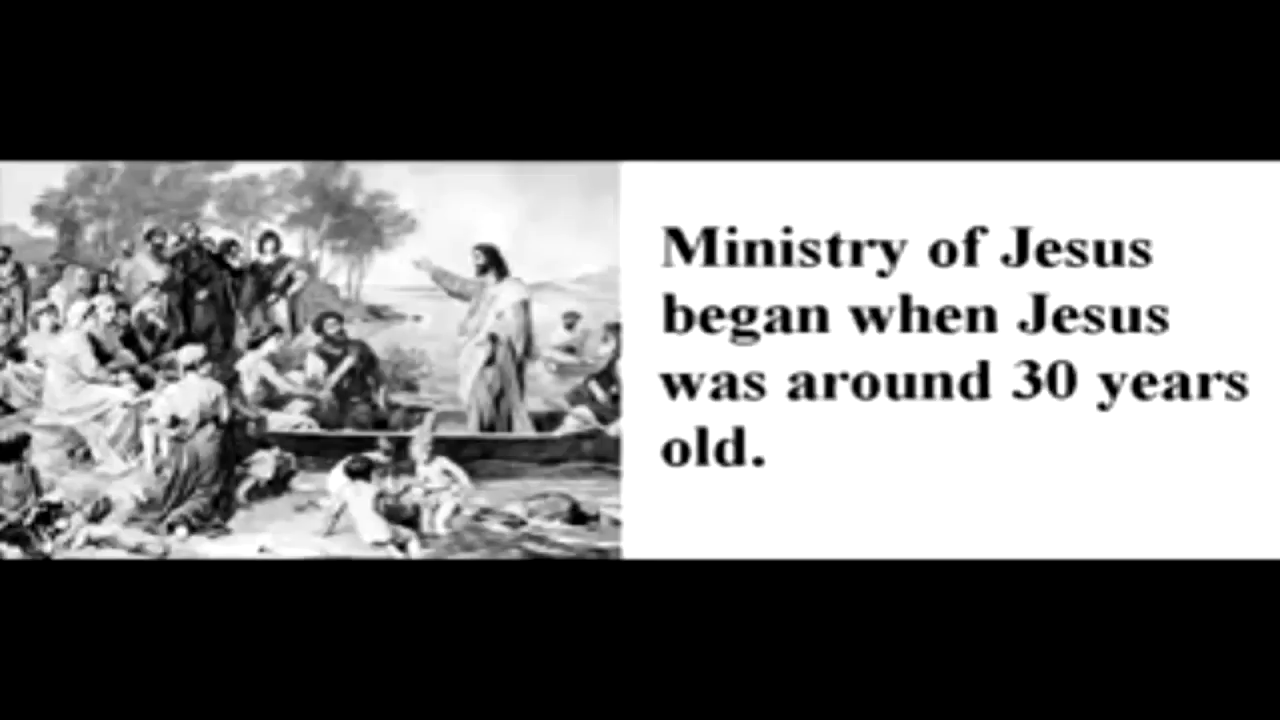 Ministry of Jesus
began when Jesus
was around 30 years
old.